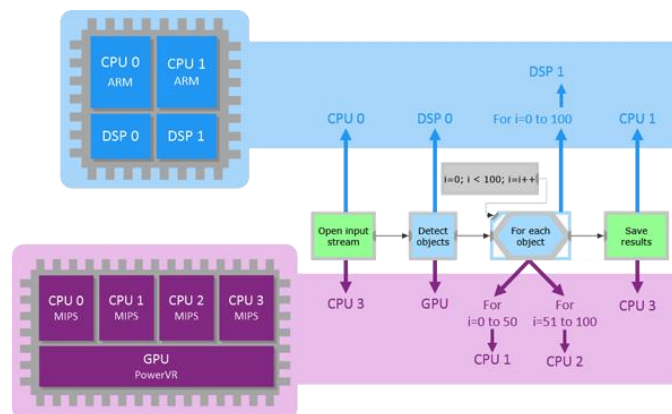 CPU 0
ARM
CPU 1
ARM
DSP 0
DSP 1
DSP 1
CPU 0
DSP 0
For i=0 to 100
CPU 1
i=0; i < 100; i=i++
Open input
stream
Detect
objects
For each
object
Save
results
CPU 0
MIPS
CPU 1
MIPS
CPU 2
MIPS
CPU 3
MIPS
GPU
PowerVR
CPU 3
GPU
For
i=0 to 50
For
i=51 to 100
CPU 3
CPU 1
CPU 2